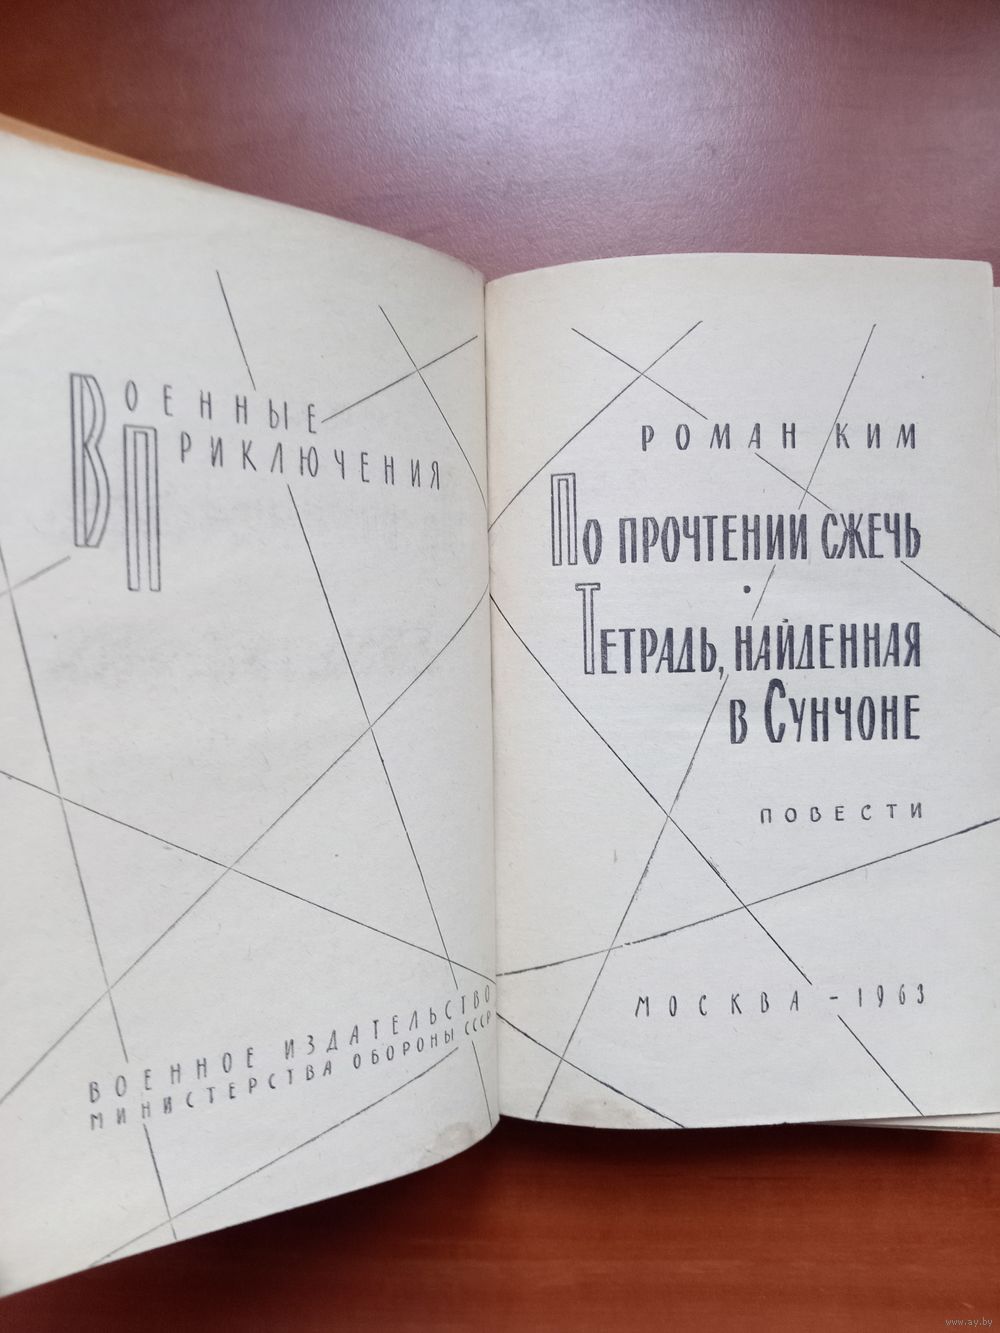 ВОЕННЫЕ
ПРИКЛЮЧЕНИЯ
ВОЕННОЕ ИЗДАТЕЛЬСТВО
МИНИСТЕРСТВА ОБОРОНЫ СССР
РОМАН КИМ
ПО ПРОЧТЕНИИ СЖЕЧЬ
•
ТЕТРАДЬ, НАЙДЕННАЯ
В СУНЧОНЕ
ПОВЕСТИ
МОСКВА – 1963
www.ay.by